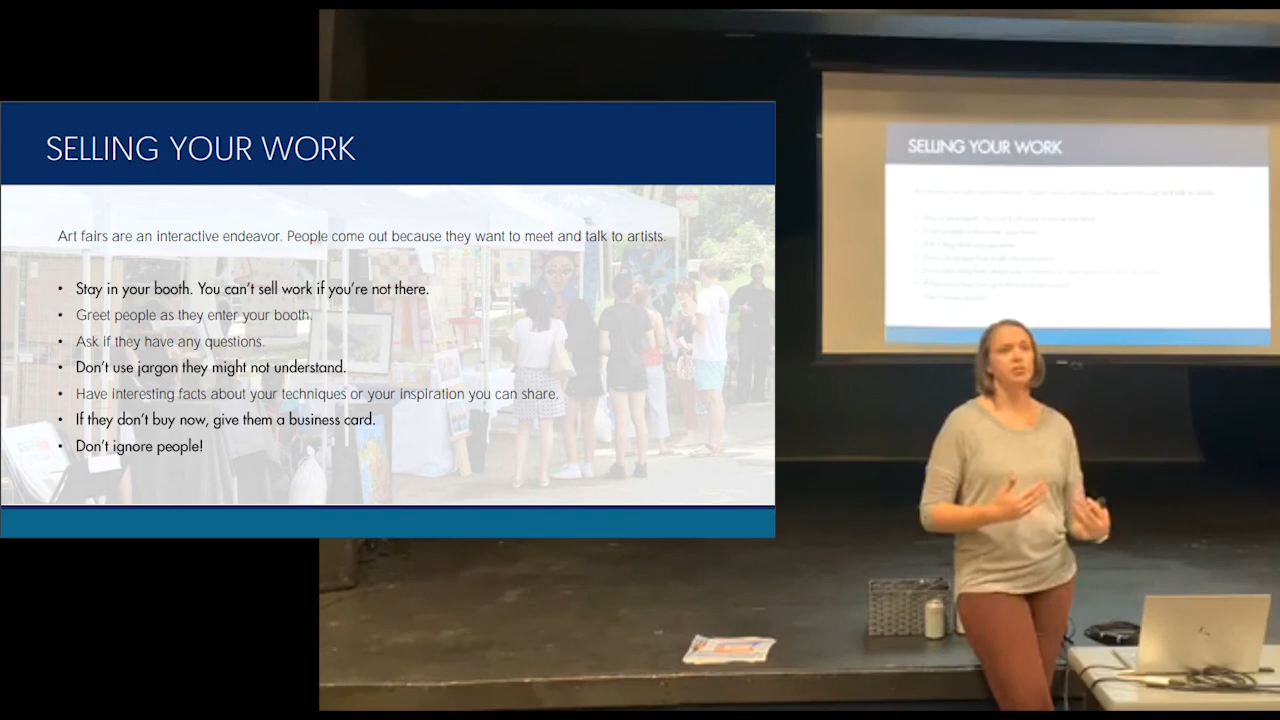 SELLING YOUR WORK
Art fairs are an interactive endeavor. People come out because they want to meet and talk to artists.
• Stay in your booth. You can't sell work if you're not there.
• Greet people as they enter your booth.
• Ask if they have any questions.
• Don't use jargon they might not understand.
• Have interesting facts about your techniques or your inspiration you can share.
• If they don't buy now, give them a business card.
• Don't ignore people!
SELLING YOUR WORK